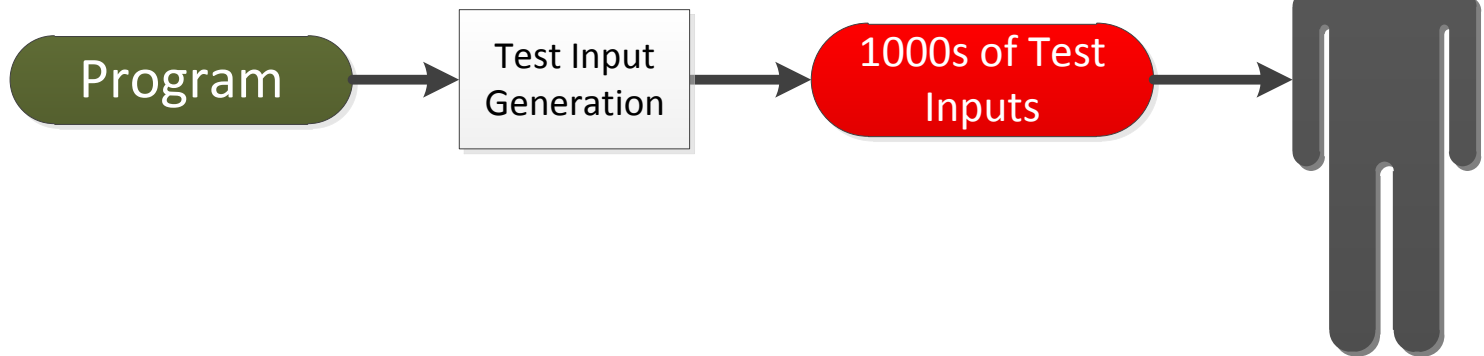 Program
Test Input
Generation
1000s of Test
Inputs